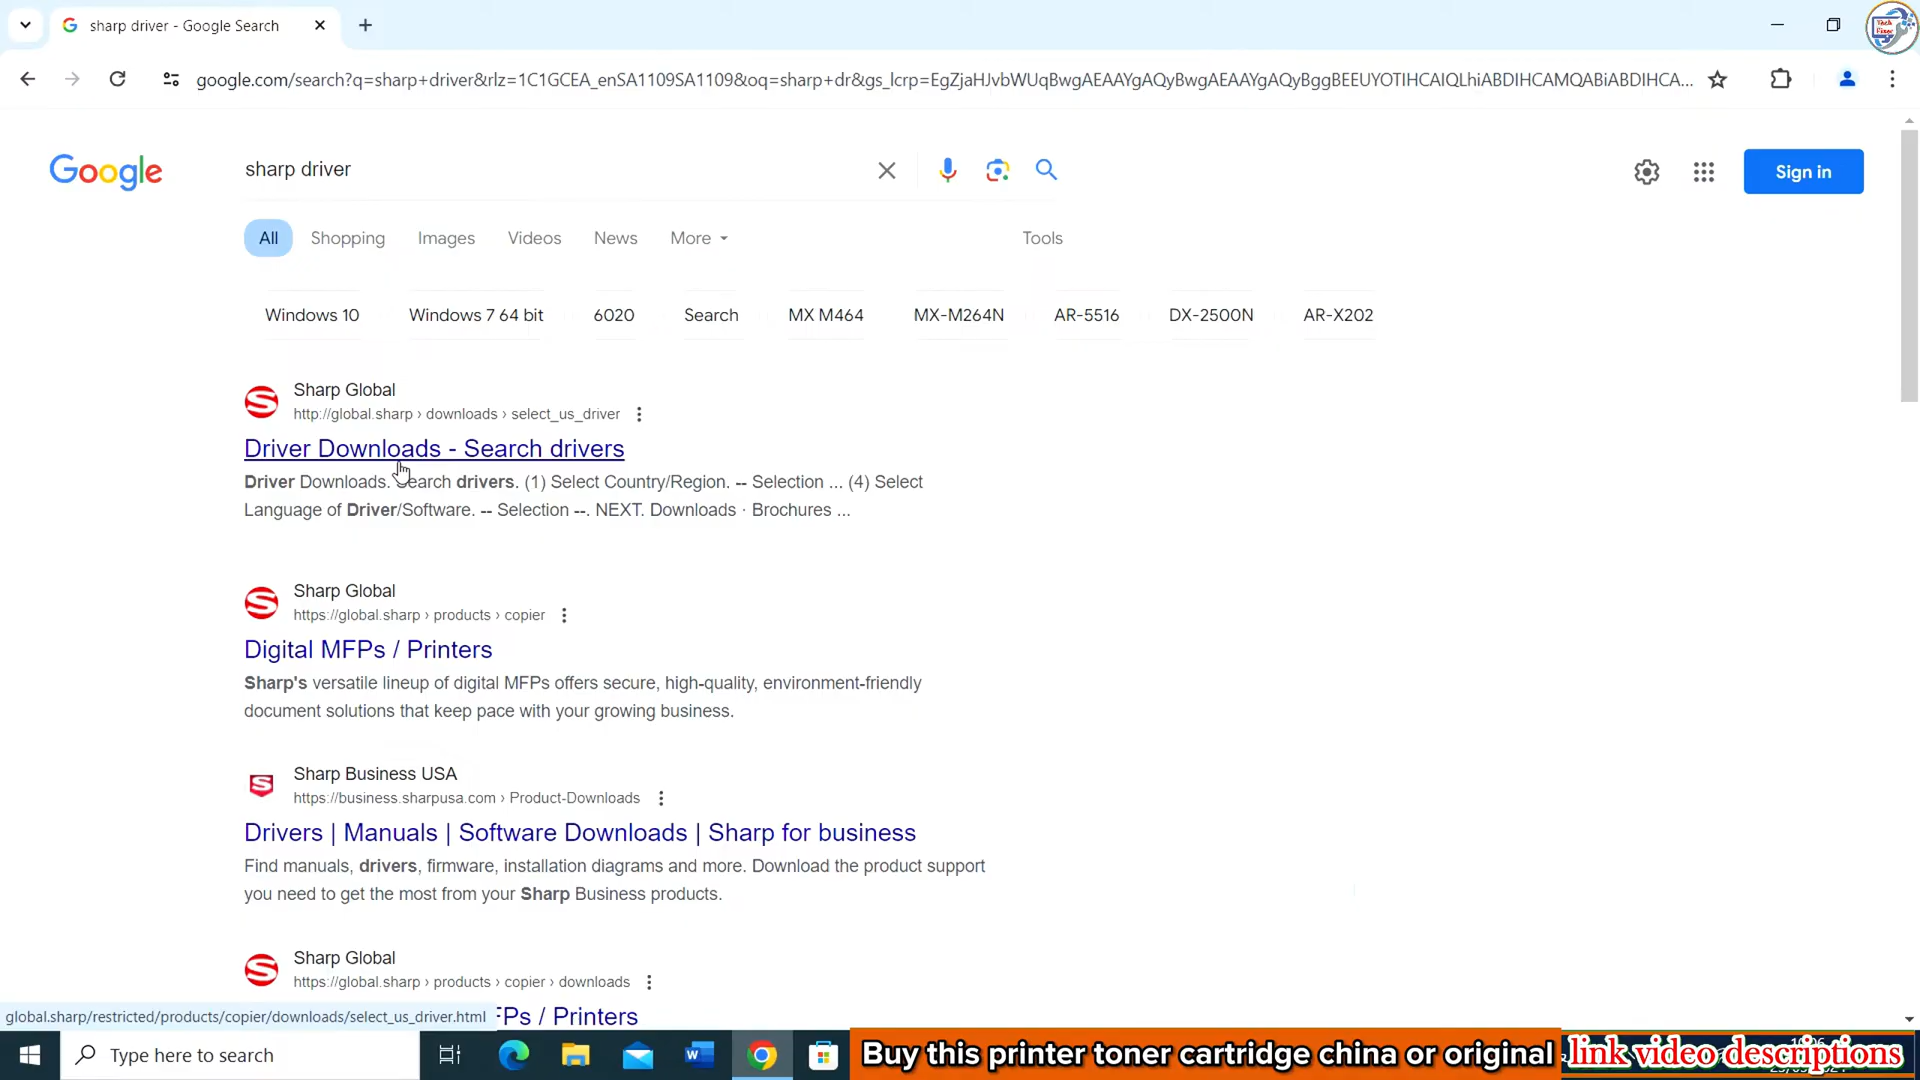 sharp driver - Google Search
google.com/search?q=sharp+driver&rlz=1C1GCEA_enSA1109SA1109&oq=sharp+dr&gs_lcrp=EgZjaHJvbWUqBwgAEAAYgAQyBwgAEAAYgAQyBggBEEUYOTIHCAIQLhiABDIHCAMQABiABDIHCA...
Tech Fixer
Google
sharp driver
Sign in
All Shopping Images Videos News More Tools
Windows 10 Windows 7 64 bit 6020 Search MX M464 MX-M264N AR-5516 DX-2500N AR-X202
Sharp Global
http://global.sharp › downloads › select_us_driver
Driver Downloads - Search drivers
Driver Downloads. Search drivers. (1) Select Country/Region. -- Selection ... (4) Select
Language of Driver/Software. -- Selection --. NEXT. Downloads · Brochures ...
Sharp Global
https://global.sharp › products › copier
Digital MFPs / Printers
Sharp's versatile lineup of digital MFPs offers secure, high-quality, environment-friendly
document solutions that keep pace with your growing business.
Sharp Business USA
https://business.sharpusa.com › Product-Downloads
Drivers | Manuals | Software Downloads | Sharp for business
Find manuals, drivers, firmware, installation diagrams and more. Download the product support
you need to get the most from your Sharp Business products.
Sharp Global
https://global.sharp › products › copier › downloads
FPs / Printers
global.sharp/restricted/products/copier/downloads/select_us_driver.html
Type here to search
Buy this printer toner cartridge china or original link video descriptions